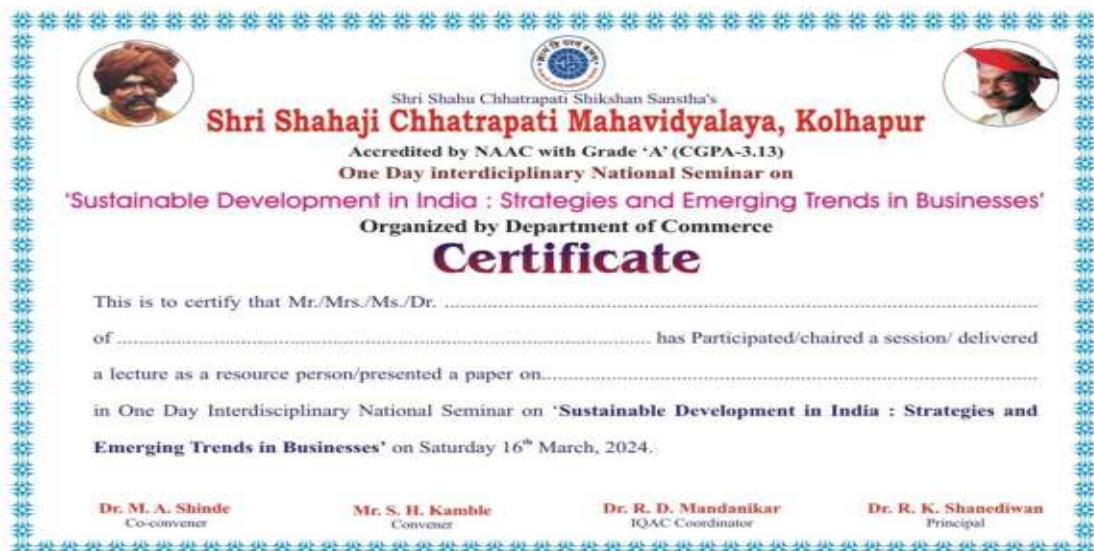 Shri Shahu Chhatrapati Shikshan Sanstha's
Shri Shahaji Chhatrapati Mahavidyalaya, Kolhapur
Accredited by NAAC with Grade 'A' (CGPA-3.13)
One Day interdiciplinary National Seminar on
'Sustainable Development in India : Strategies and Emerging Trends in Businesses'
Organized by Department of Commerce
Certificate
This is to certify that Mr./Mrs./Ms./Dr. ..........................................................................................
of .......................................................................................... has Participated/chaired a session/ delivered
a lecture as a resource person/presented a paper on..........................................................................................
in One Day Interdisciplinary National Seminar on 'Sustainable Development in India : Strategies and
Emerging Trends in Businesses' on Saturday 16th March, 2024.
Dr. M. A. Shinde Mr. S. H. Kamble Dr. R. D. Mandanikar Dr. R. K. Shanediwan
Co-convener Convener IQAC Coordinator Principal